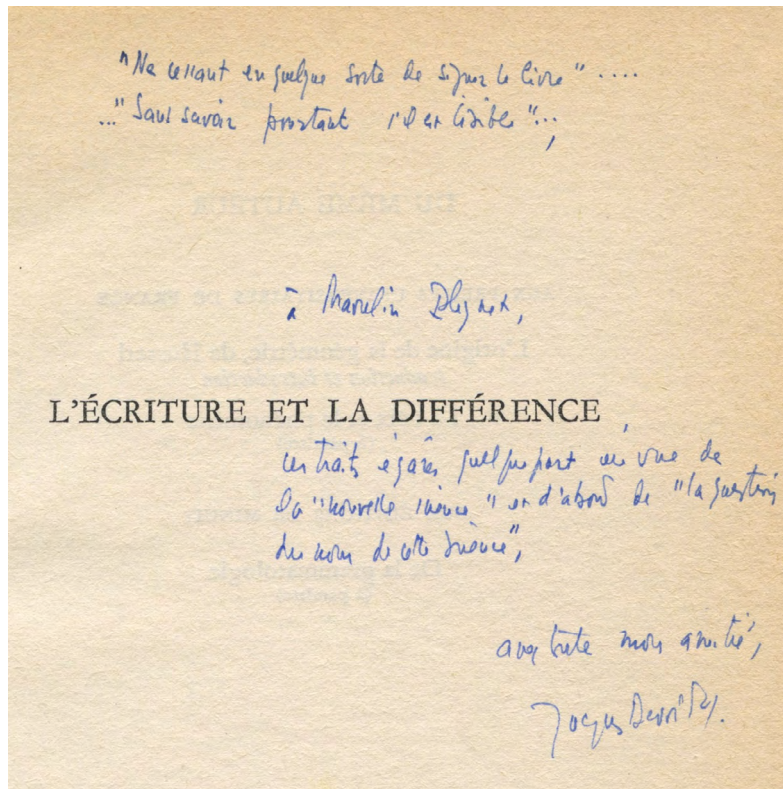 "Ne cessant en quelque sorte de signer le livre" ....
..." Sans savoir pourtant s'il est lisible"...,
à Marcelin Pleynet,
L'ÉCRITURE ET LA DIFFÉRENCE
ces traits égarés quelque part en vue de
la "nouvelle science" et d'abord de "la question
du nom de cette science",
avec toute mon amitié,
Jacques Derrida.